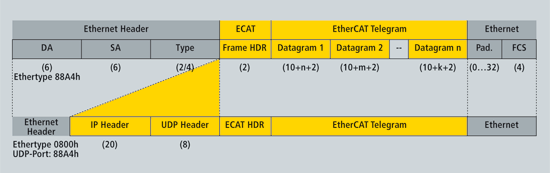 Ethernet Header ECAT EtherCAT Telegram Ethernet
DA SA Type Frame HDR Datagram 1 Datagram 2 -- Datagram n Pad. FCS
(6) (6) (2/4) (2) (10+n+2) (10+m+2) (10+k+2) (0…32) (4)
Ethertype 88A4h
Ethernet Header IP Header UDP Header ECAT HDR EtherCAT Telegram Ethernet
Ethertype 0800h (20) (8)
UDP-Port: 88A4h